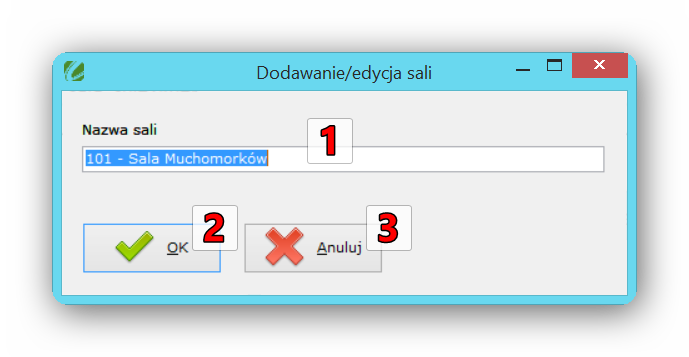 Dodawanie/edycja sali
Nazwa sali
1
101 - Sala Muchomorków
2
3
OK
Anuluj